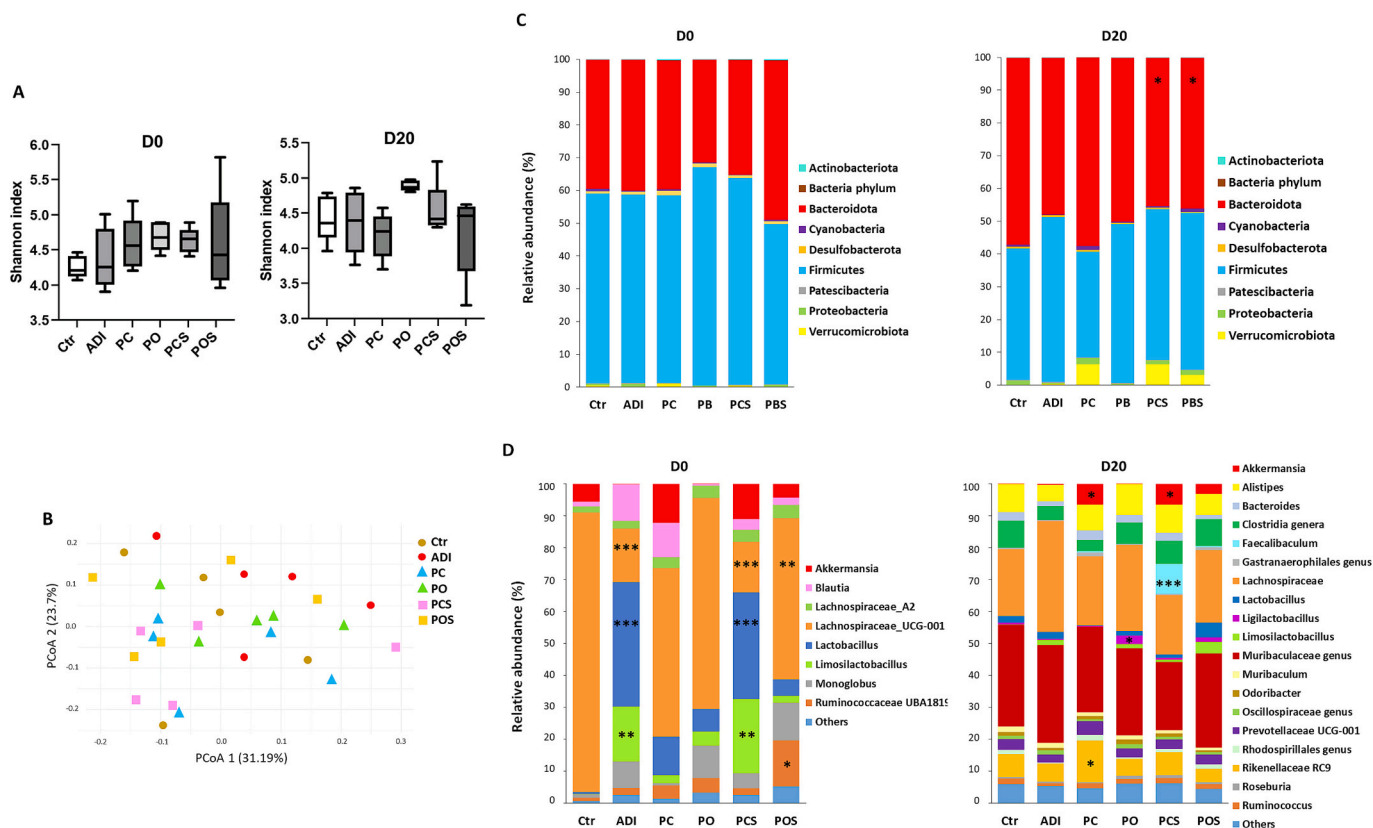 A
D0
Shannon index
6.0
5.5
5.0
4.5
4.0
3.5
Ctr
ADI
PC
PO
PCS
POS
D20
Shannon index
5.5
5.0
4.5
4.0
3.5
3.0
Ctr
ADI
PC
PO
PCS
POS
B
PCoA 2 (23.7%)
0.2
0.1
0.0
-0.1
-0.2
-0.2
-0.1
0.0
0.1
0.2
0.3
PCoA 1 (31.19%)
Ctr
ADI
PC
PO
PCS
POS
C
D0
Relative abundance (%)
100
90
80
70
60
50
40
30
20
10
0
Ctr
ADI
PC
PB
PCS
PBS
Actinobacteriota
Bacteria phylum
Bacteroidota
Cyanobacteria
Desulfobacterota
Firmicutes
Patescibacteria
Proteobacteria
Verrucomicrobiota
D20
100
90
80
70
60
50
40
30
20
10
0
* *
Ctr
ADI
PC
PB
PCS
PBS
Actinobacteriota
Bacteria phylum
Bacteroidota
Cyanobacteria
Desulfobacterota
Firmicutes
Patescibacteria
Proteobacteria
Verrucomicrobiota
D
D0
Relative abundance (%)
100
90
80
70
60
50
40
30
20
10
0
*** *** **
*** ***
** **
*
Ctr
ADI
PC
PO
PCS
POS
Akkermansia
Blautia
Lachnospiraceae_A2
Lachnospiraceae_UCG-001
Lactobacillus
Limosilactobacillus
Monoglobus
Ruminoccaceae UBA1819
Others
D20
100
90
80
70
60
50
40
30
20
10
0
* *
***
*
*
Ctr
ADI
PC
PO
PCS
POS
Akkermansia
Alistipes
Bacteroides
Clostridia genera
Faecalibaculum
Gastranaerophilales genus
Lachnospiraceae
Lactobacillus
Ligilactobacillus
Limosilactobacillus
Muribaculaceae genus
Muribaculum
Odoribacter
Oscillospiraceae genus
Prevotellaceae UCG-001
Rhodospirillales genus
Rikenellaceae RC9
Roseburia
Ruminococcus
Others